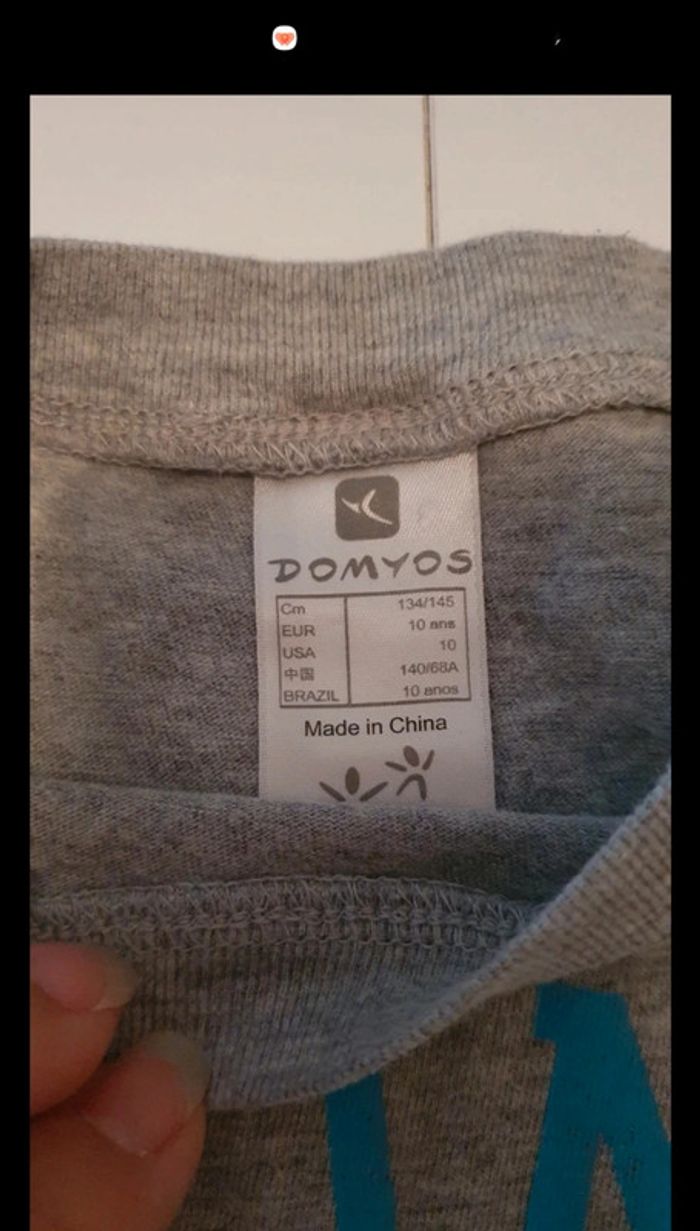 DOMYOS
Cm 134/145
EUR 10 ans
USA 10
中国 140/68A
BRAZIL 10 anos
Made in China